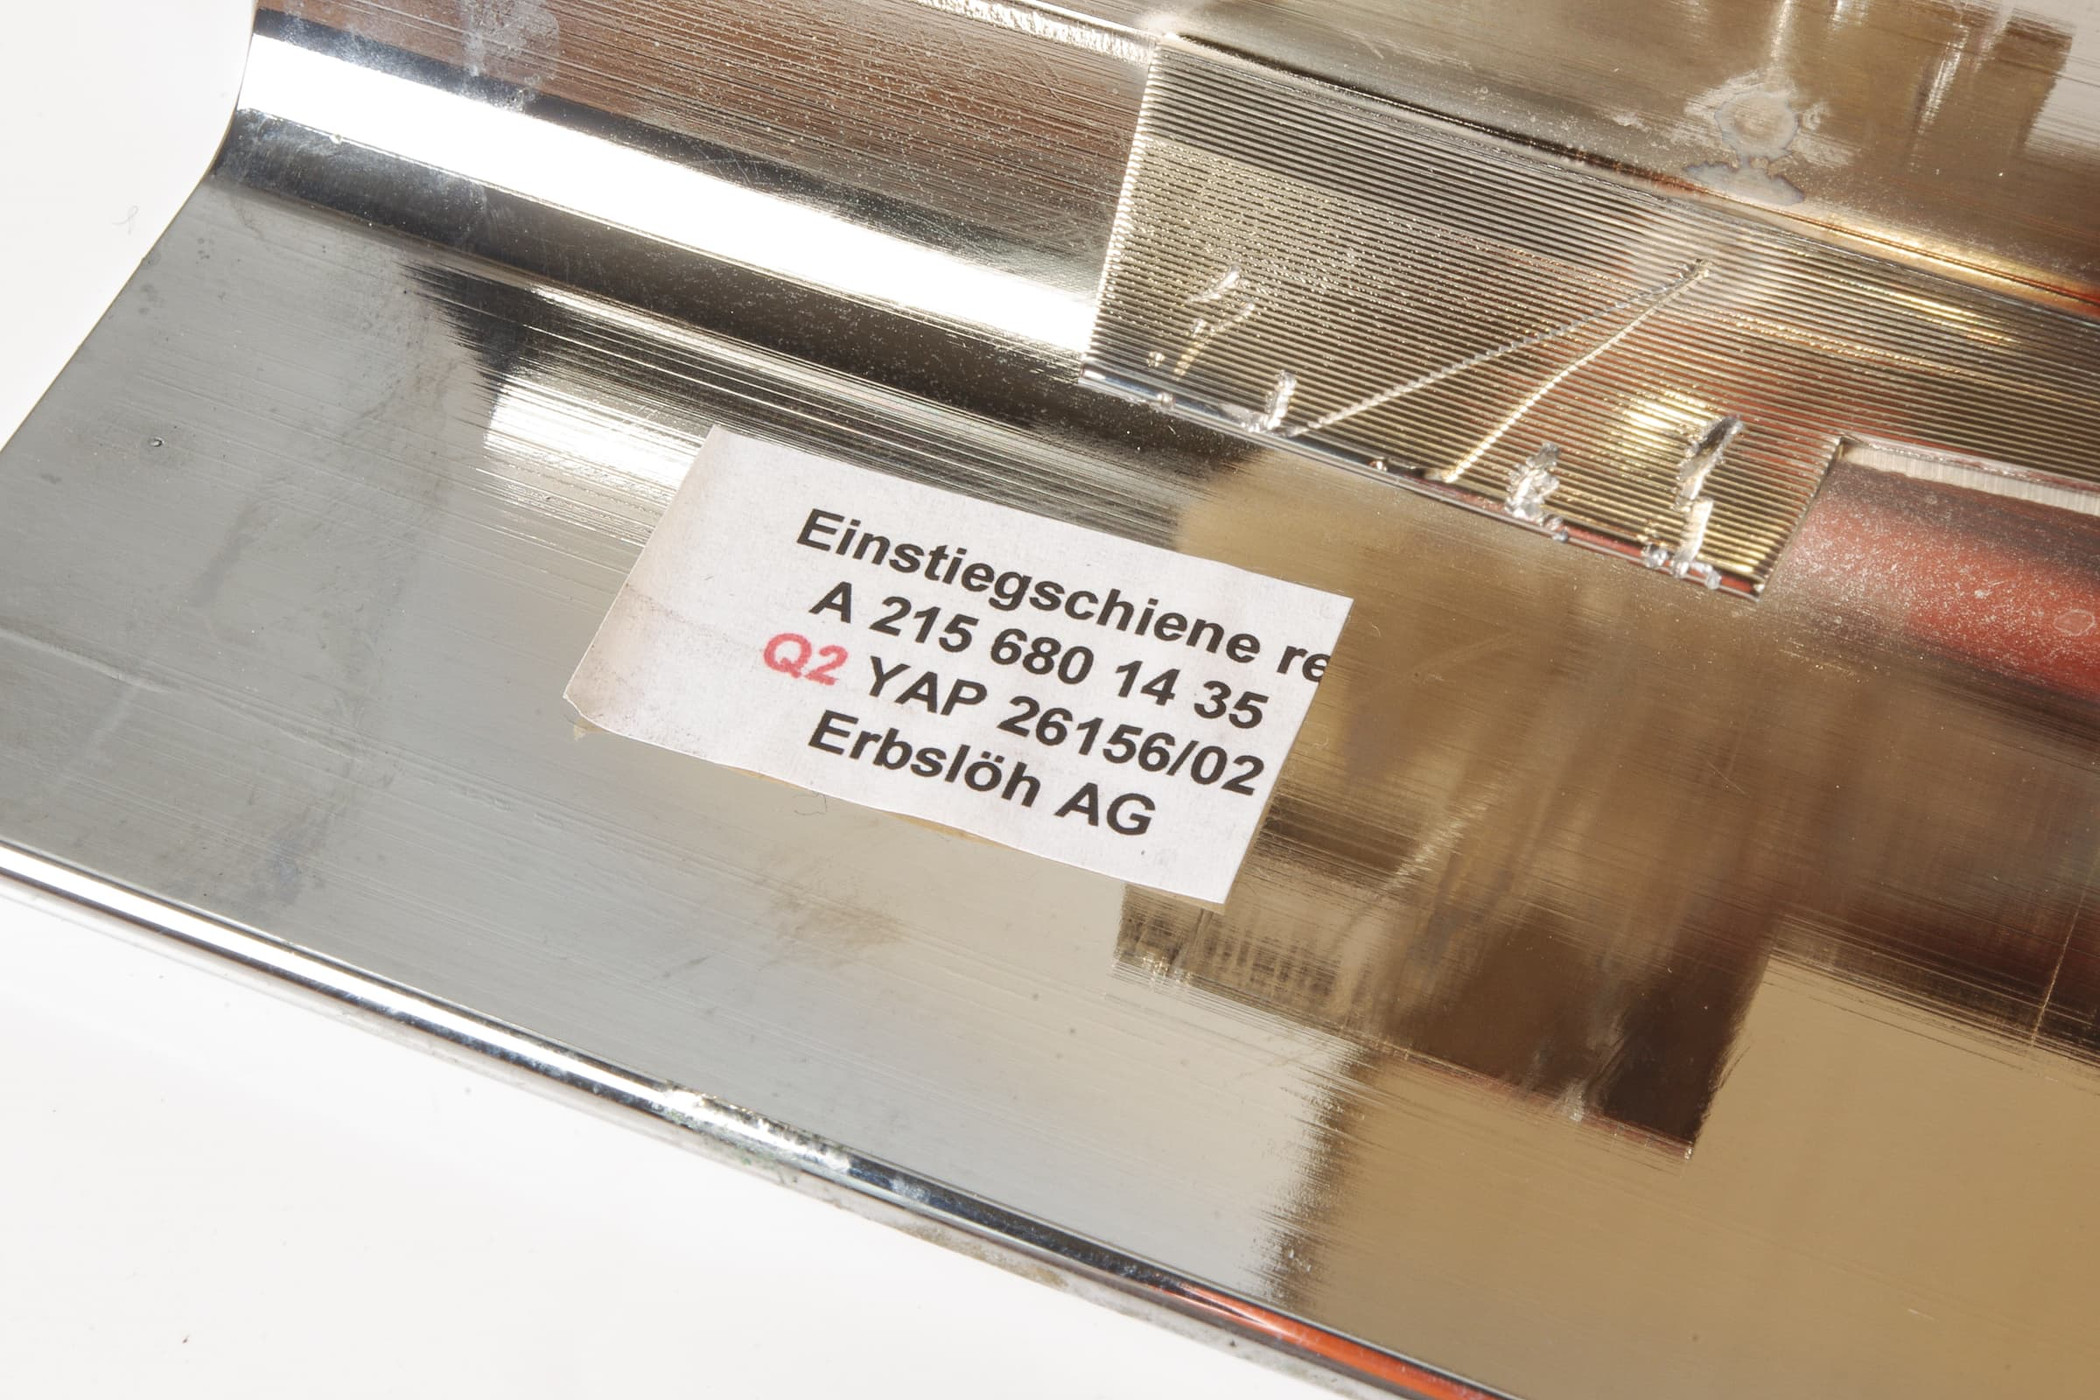 Einstiegschiene re
A 215 680 14 35
Q2 YAP 26156/02
Erbslöh AG